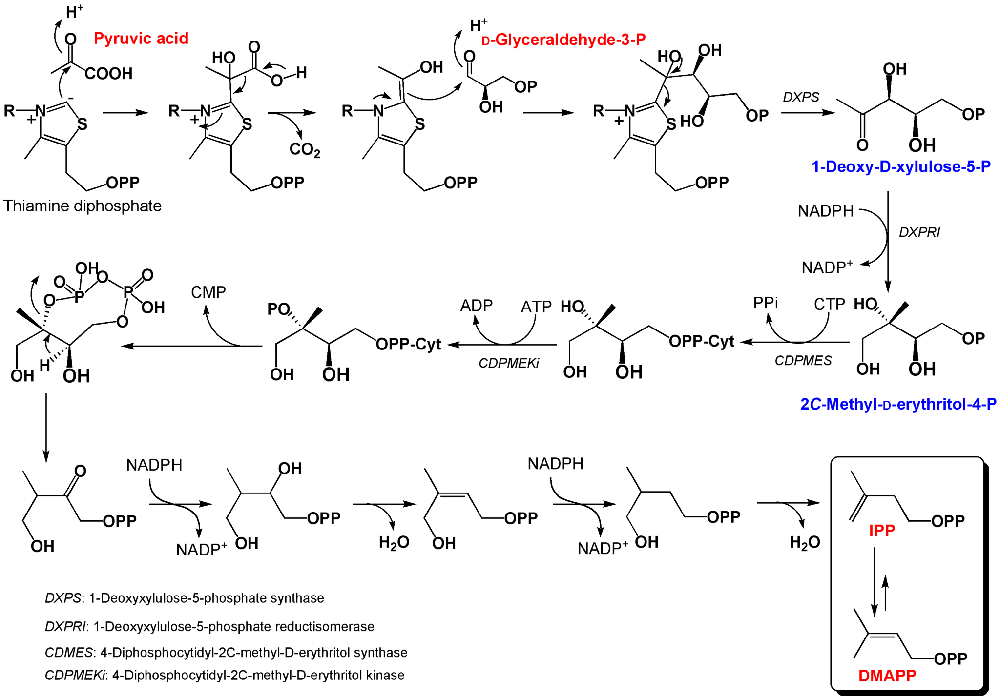 H+
O
Pyruvic acid
COOH
-
R
N
+
S
OPP
Thiamine diphosphate
HO
O
O
H
R
N
+
S
OPP
CO2
OH
R
N
S
OPP
H+
D-Glyceraldehyde-3-P
O
OP
OH
HO
OH
R
N
+
S
HO
OP
OPP
DXPS
OH
OP
O
OH
1-Deoxy-D-xylulose-5-P
NADPH
DXPRI
NADP+
HO
OP
OH
OH
2C-Methyl-D-erythritol-4-P
PPi
CTP
CDPMES
HO
OPP-Cyt
OH
OH
ADP
ATP
CDPMEKi
PO
OPP-Cyt
OH
OH
CMP
OH
O
O
O
P
P
O
OH
O
H
OH
OH
O
OPP
OH
NADPH
NADP+
OH
OPP
OH
H2O
OPP
OH
NADPH
NADP+
OPP
OH
H2O
OPP
IPP
OPP
DMAPP
DXPS: 1-Deoxyxylulose-5-phosphate synthase
DXPRI: 1-Deoxyxylulose-5-phosphate reductisomerase
CDMES: 4-Diphosphocytidyl-2C-methyl-D-erythritol synthase
CDPMEKi: 4-Diphosphocytidyl-2C-methyl-D-erythritol kinase